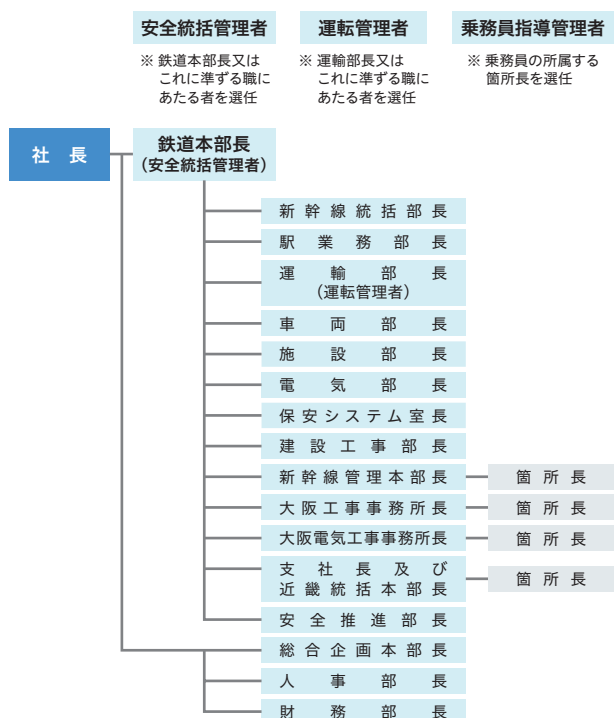 安全統括管理者
運転管理者
乗務員指導管理者
※ 鉄道本部長又は
これに準ずる職に
あたる者を選任
※ 運輸部長又は
これに準ずる職に
あたる者を選任
※ 乗務員の所属する
箇所長を選任
社 長
鉄道本部長
(安全統括管理者)
新幹線統括部長
駅業務部長
運輸部長
(運転管理者)
車両部長
施設部長
電気部長
保安システム室長
建設工事部長
新幹線管理本部長
箇所長
大阪工事事務所長
箇所長
大阪電気工事事務所長
箇所長
支社長及び
近畿統括本部長
箇所長
安全推進部長
総合企画本部長
人事部長
財務部長